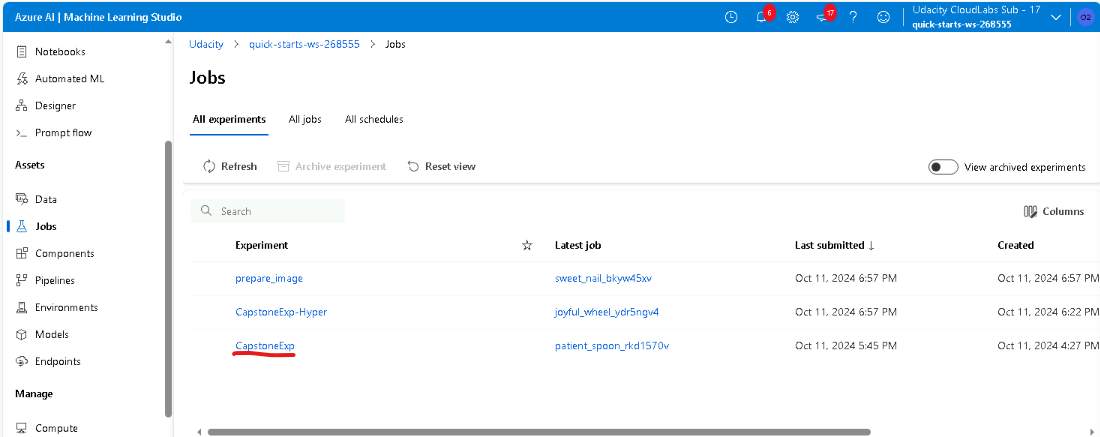 Azure AI | Machine Learning Studio
6
17
?
Udacity CloudLabs Sub - 17
quick-starts-ws-268555
OZ
Notebooks
Automated ML
Designer
Prompt flow
Assets
Data
Jobs
Components
Pipelines
Environments
Models
Endpoints
Manage
Compute
Udacity > quick-starts-ws-268555 > Jobs
Jobs
All experiments All jobs All schedules
Refresh Archive experiment Reset view View archived experiments
Search Columns
Experiment Latest job Last submitted ↓ Created
prepare_image sweet_nail_bkyw45xv Oct 11, 2024 6:57 PM Oct 11, 2024 6:57 PM
CapstoneExp-Hyper joyful_wheel_ydr5ngv4 Oct 11, 2024 6:57 PM Oct 11, 2024 6:22 PM
CapstoneExp patient_spoon_rkd1570v Oct 11, 2024 5:45 PM Oct 11, 2024 4:27 PM